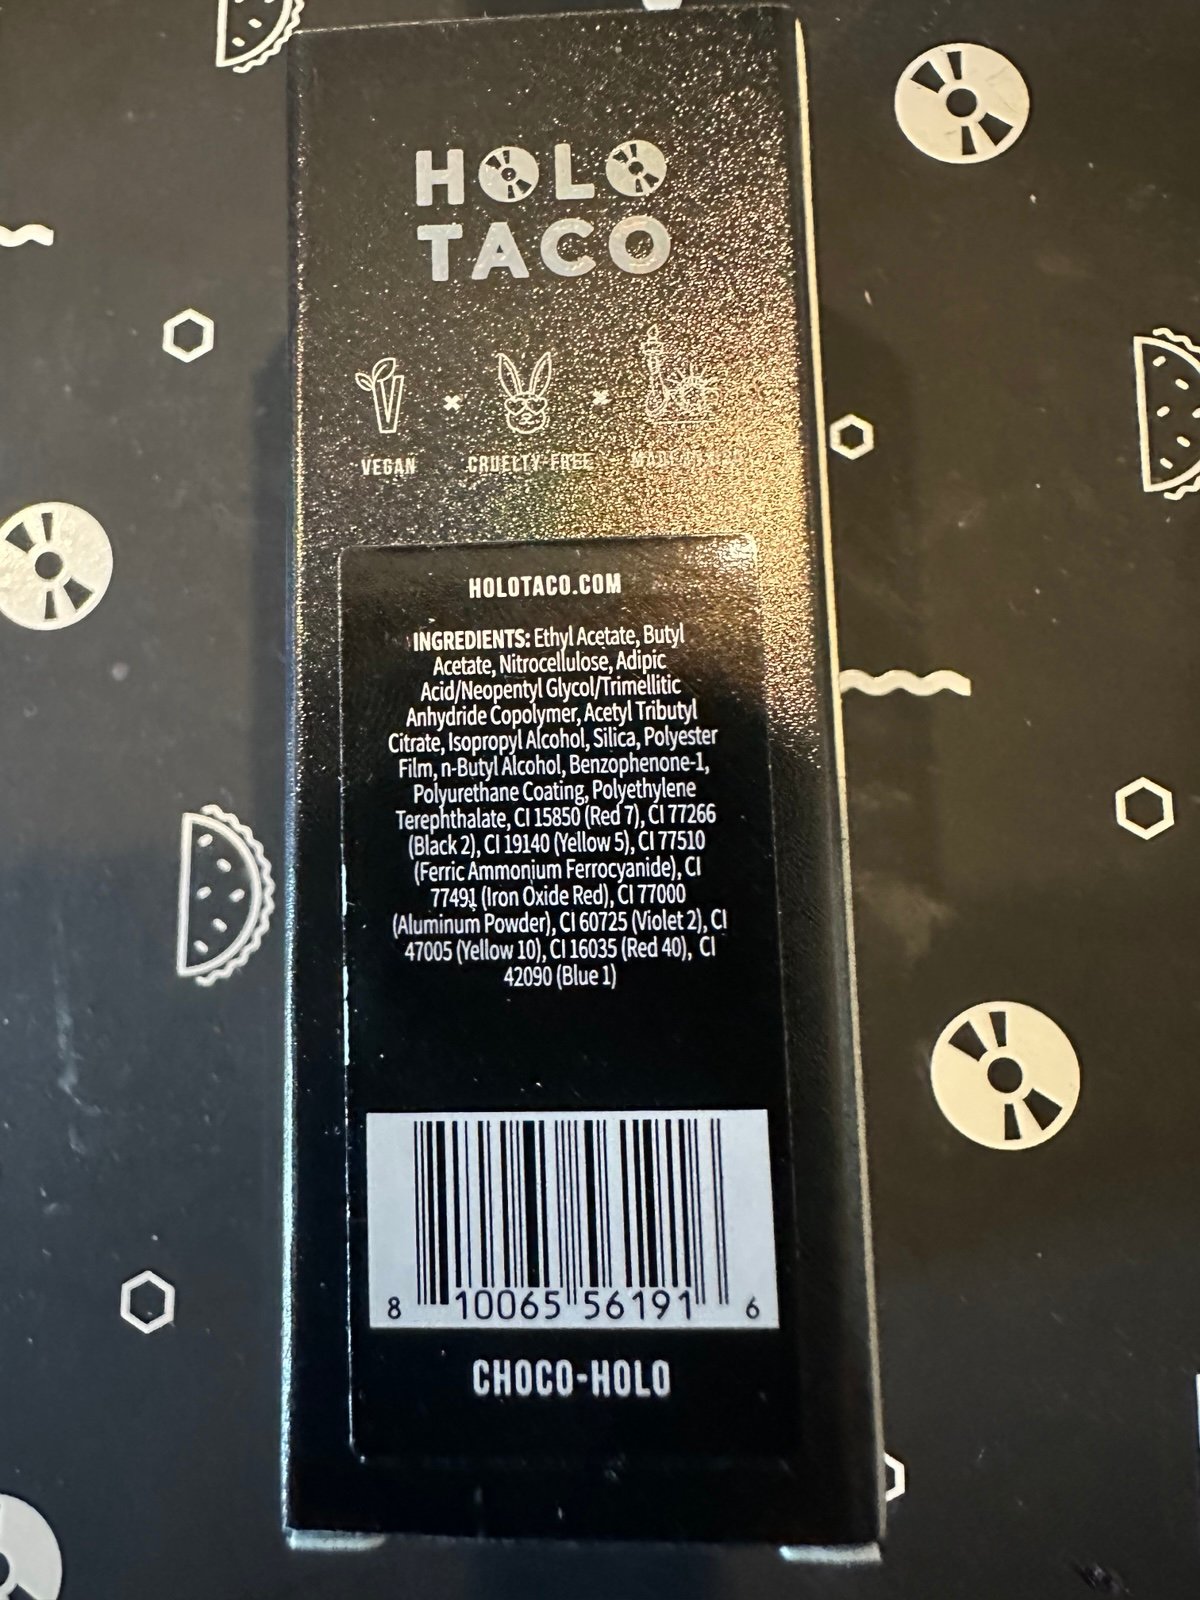 HOLO
TACO
VEGAN × CRUELTY-FREE × MADE IN
HOLOTACO.COM
INGREDIENTS: Ethyl Acetate, Butyl
Acetate, Nitrocellulose, Adipic
Acid/Neopentyl Glycol/Trimellitic
Anhydride Copolymer, Acetyl Tributyl
Citrate, Isopropyl Alcohol, Silica, Polyester
Film, n-Butyl Alcohol, Benzophenone-1,
Polyurethane Coating, Polyethylene
Terephthalate, CI 15850 (Red 7), CI 77266
(Black 2), CI 19140 (Yellow 5), CI 77510
(Ferric Ammonium Ferrocyanide), CI
77491 (Iron Oxide Red), CI 77000
(Aluminum Powder), CI 60725 (Violet 2), CI
47005 (Yellow 10), CI 16035 (Red 40), CI
42090 (Blue 1)
8 10065 56191 6
CHOCO-HOLO